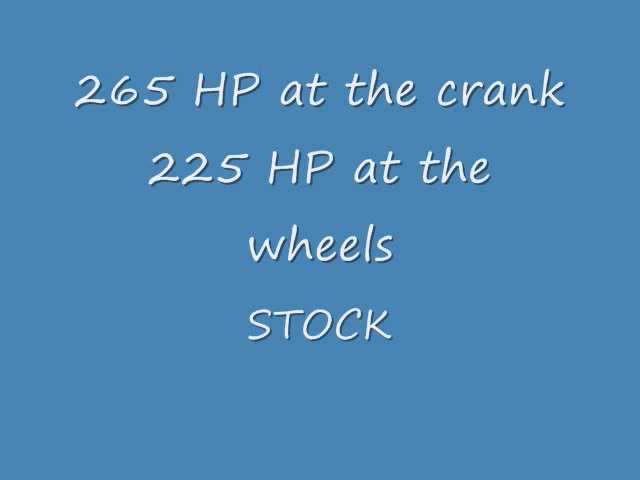 265 HP at the crank
225 HP at the
wheels
STOCK